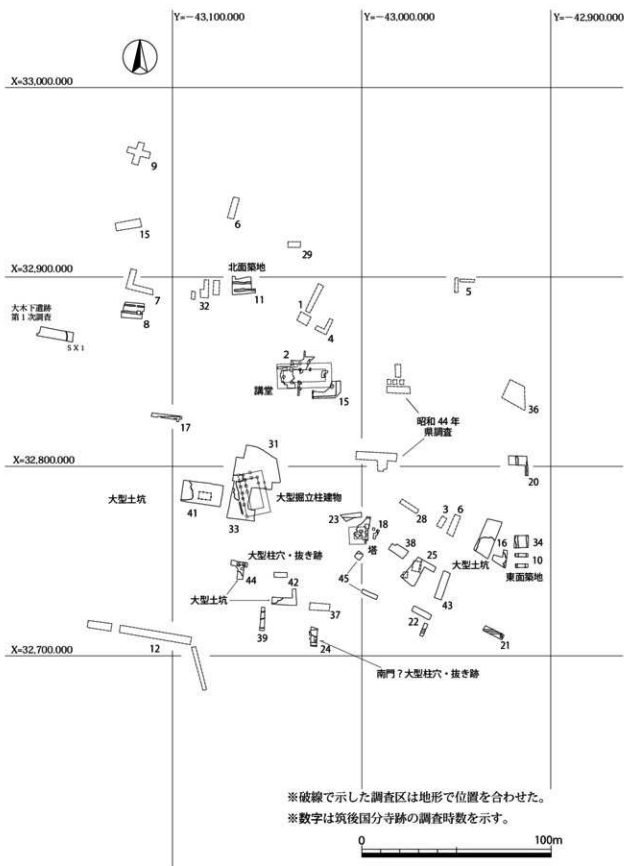 Y=−43,100.000
Y=−43,000.000
Y=−42,900.000
X=33,000.000
9
6
15
29
X=32,900.000
北面築地
7
32
11
1
5
大木下遺跡
第1次調査
8
4
SX1
2
講堂
15
昭和44年
県調査
36
17
31
X=32,800.000
20
大型土坑
41
大型掘立柱建物
33
23
18
28
3
6
塔
38
16
34
大型柱穴・抜き跡
25
大型土坑
10
東面築地
44
42
45
43
大型土坑
37
22
39
24
21
12
X=32,700.000
南門?大型柱穴・抜き跡
※破線で示した調査区は地形で位置を合わせた。
※数字は筑後国分寺跡の調査時数を示す。
0
100m